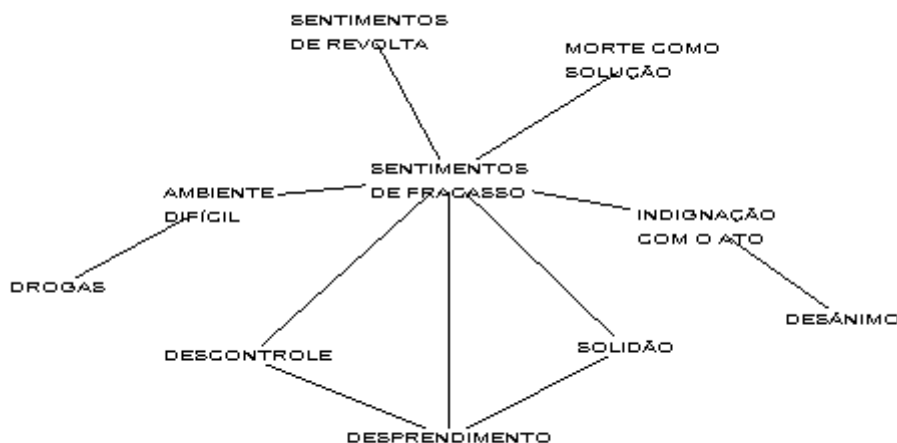 SENTIMENTOS
DE REVOLTA
MORTE COMO
SOLUÇÃO
SENTIMENTOS
DE FRACASSO
AMBIENTE
DIFÍCIL
INDIGNAÇÃO
COM O ATO
DROGAS
DESÂNIMO
DESCONTROLE
SOLIDÃO
DESPRENDIMENTO